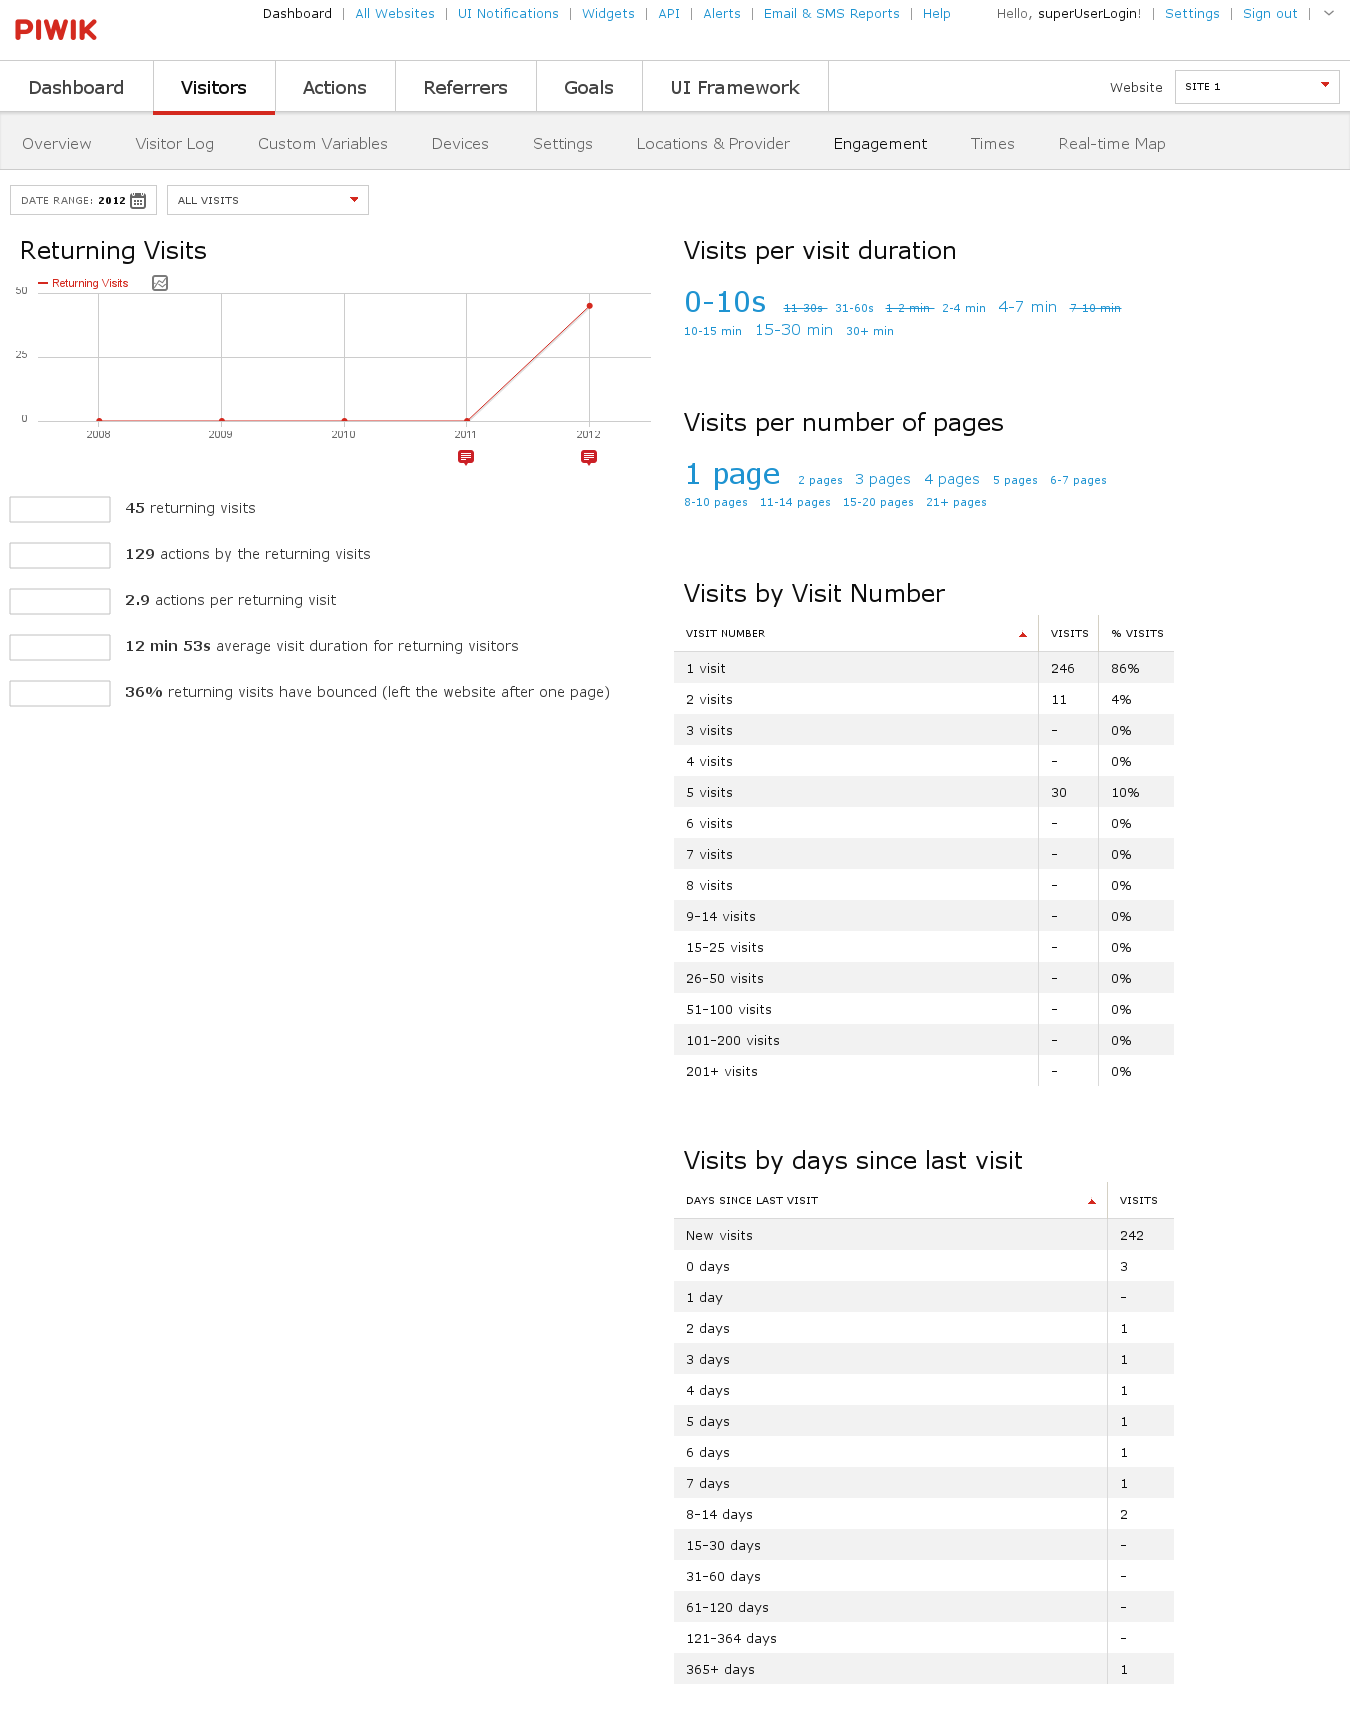 PIWIK
Dashboard | All Websites | UI Notifications | Widgets | API | Alerts | Email & SMS Reports | Help
Hello, superUserLogin! | Settings | Sign out |
Dashboard Visitors Actions Referrers Goals UI Framework
Website SITE 1
Overview Visitor Log Custom Variables Devices Settings Locations & Provider Engagement Times Real-time Map
DATE RANGE: 2012 ALL VISITS
Returning Visits
Returning Visits
50
25
0
2008 2009 2010 2011 2012
45 returning visits
129 actions by the returning visits
2.9 actions per returning visit
12 min 53s average visit duration for returning visitors
36% returning visits have bounced (left the website after one page)
Visits per visit duration
0-10s 11-30s 31-60s 1-2 min 2-4 min 4-7 min 7-10 min
10-15 min 15-30 min 30+ min
Visits per number of pages
1 page 2 pages 3 pages 4 pages 5 pages 6-7 pages
8-10 pages 11-14 pages 15-20 pages 21+ pages
Visits by Visit Number
VISIT NUMBER VISITS % VISITS
1 visit 246 86%
2 visits 11 4%
3 visits - 0%
4 visits - 0%
5 visits 30 10%
6 visits - 0%
7 visits - 0%
8 visits - 0%
9-14 visits - 0%
15-25 visits - 0%
26-50 visits - 0%
51-100 visits - 0%
101-200 visits - 0%
201+ visits - 0%
Visits by days since last visit
DAYS SINCE LAST VISIT VISITS
New visits 242
0 days 3
1 day -
2 days 1
3 days 1
4 days 1
5 days 1
6 days 1
7 days 1
8-14 days 2
15-30 days -
31-60 days -
61-120 days -
121-364 days -
365+ days 1